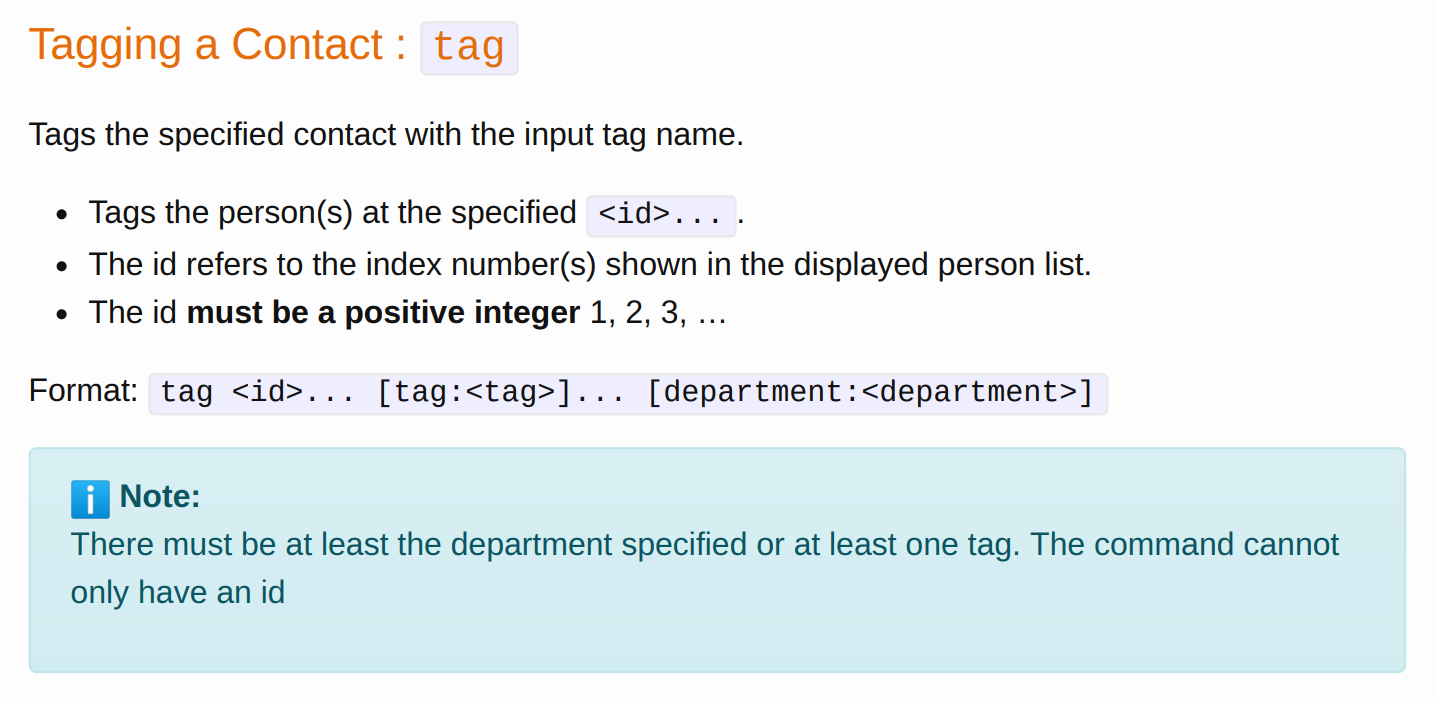 Tagging a Contact : tag
Tags the specified contact with the input tag name.
• Tags the person(s) at the specified <id>... .
• The id refers to the index number(s) shown in the displayed person list.
• The id must be a positive integer 1, 2, 3, …
Format: tag <id>... [tag:<tag>]... [department:<department>]
ℹ️ Note:
There must be at least the department specified or at least one tag. The command cannot
only have an id